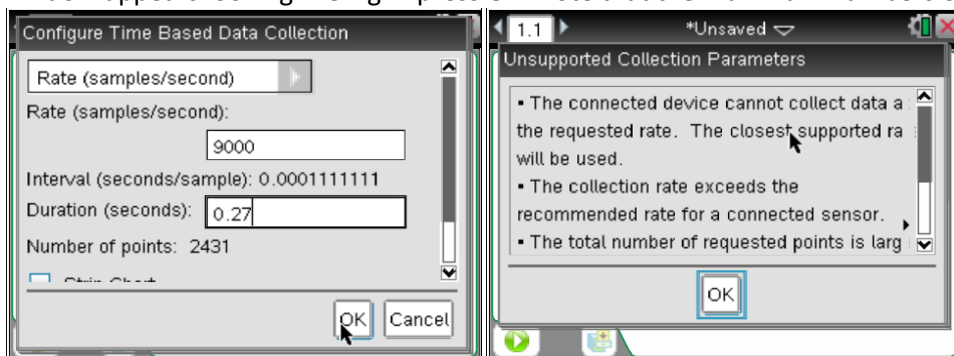 Configure Time Based Data Collection
Rate (samples/second)
Rate (samples/second):
9000
Interval (seconds/sample): 0.0001111111
Duration (seconds): 0.27
Number of points: 2431
Strip Chart
OK Cancel
1.1 *Unsaved
Unsupported Collection Parameters
▪ The connected device cannot collect data a
the requested rate. The closest supported ra
will be used.
▪ The collection rate exceeds the
recommended rate for a connected sensor.
▪ The total number of requested points is larg
OK